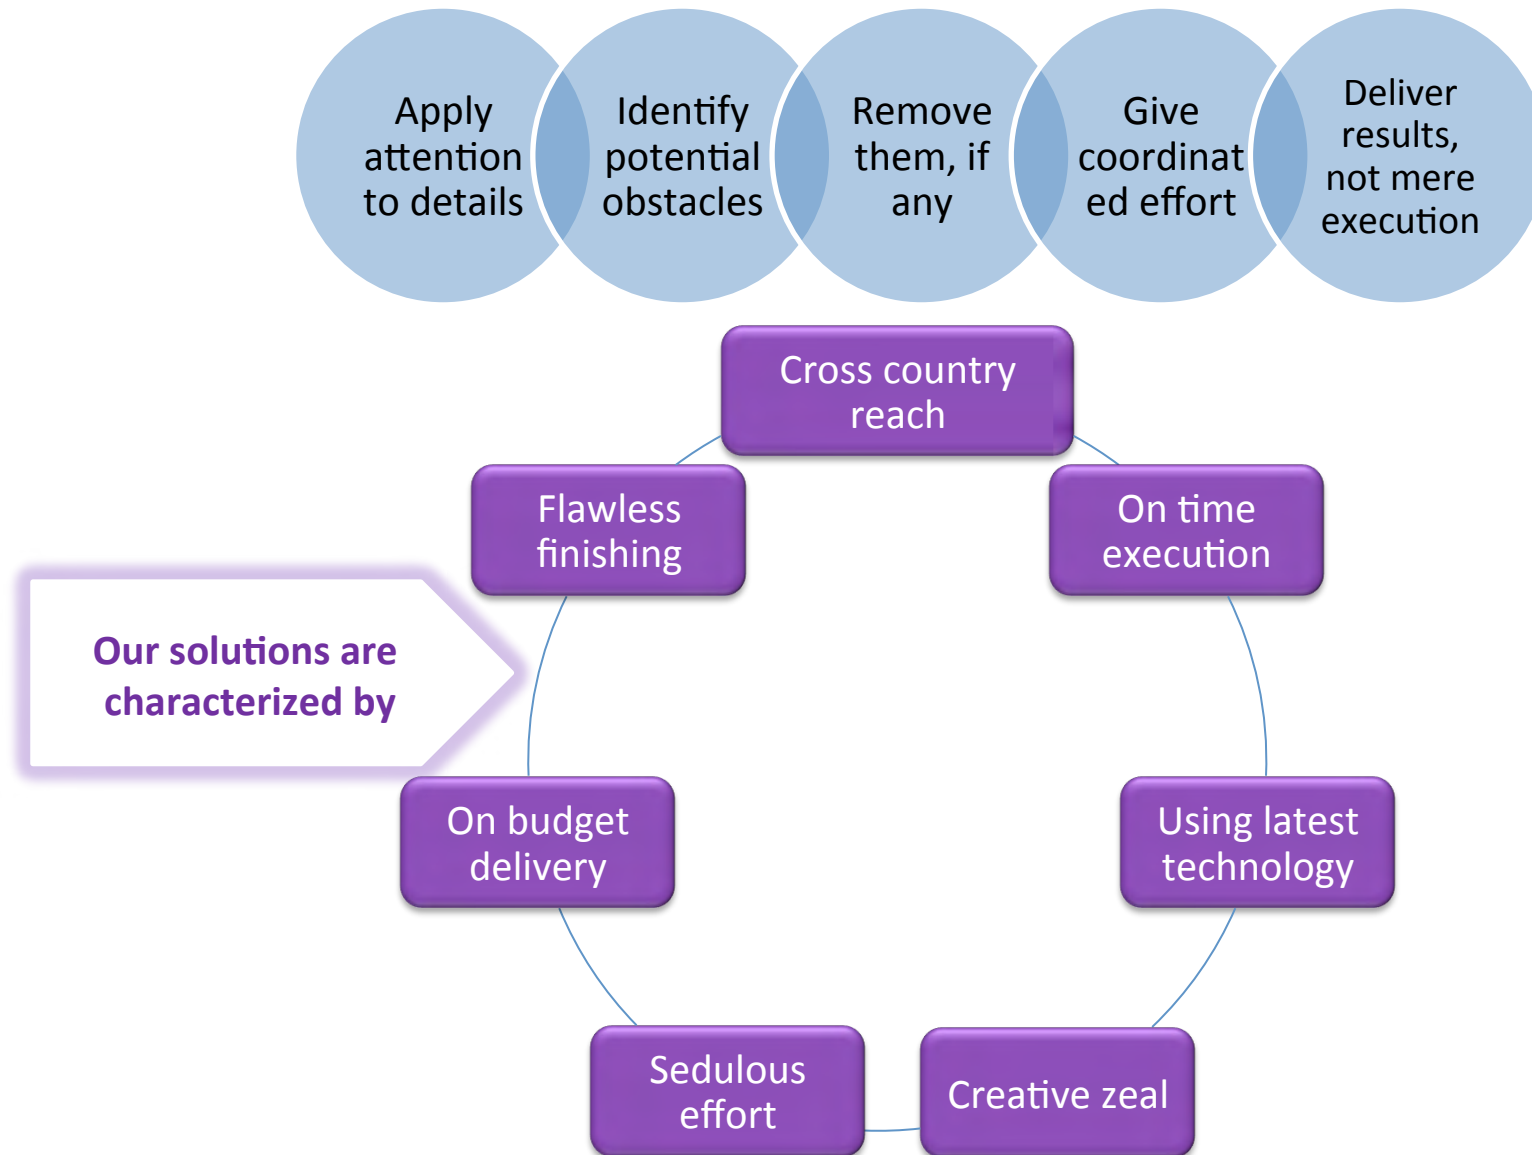 Apply
attention
to details
Identify
potential
obstacles
Remove
them, if
any
Give
coordinat
ed effort
Deliver
results,
not mere
execution
Cross country
reach
Flawless
finishing
On time
execution
Our solutions are
characterized by
On budget
delivery
Using latest
technology
Sedulous
effort
Creative zeal